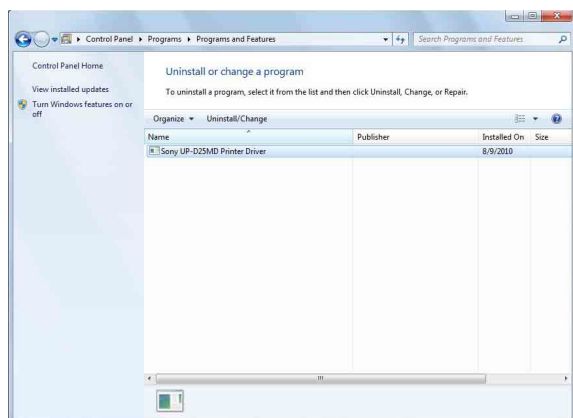 Control Panel ▸ Programs ▸ Programs and Features
Search Programs and Features
Control Panel Home
View installed updates
Turn Windows features on or
off
Uninstall or change a program
To uninstall a program, select it from the list and then click Uninstall, Change, or Repair.
Organize Uninstall/Change
Name Publisher Installed On Size
Sony UP-D25MD Printer Driver 8/9/2010